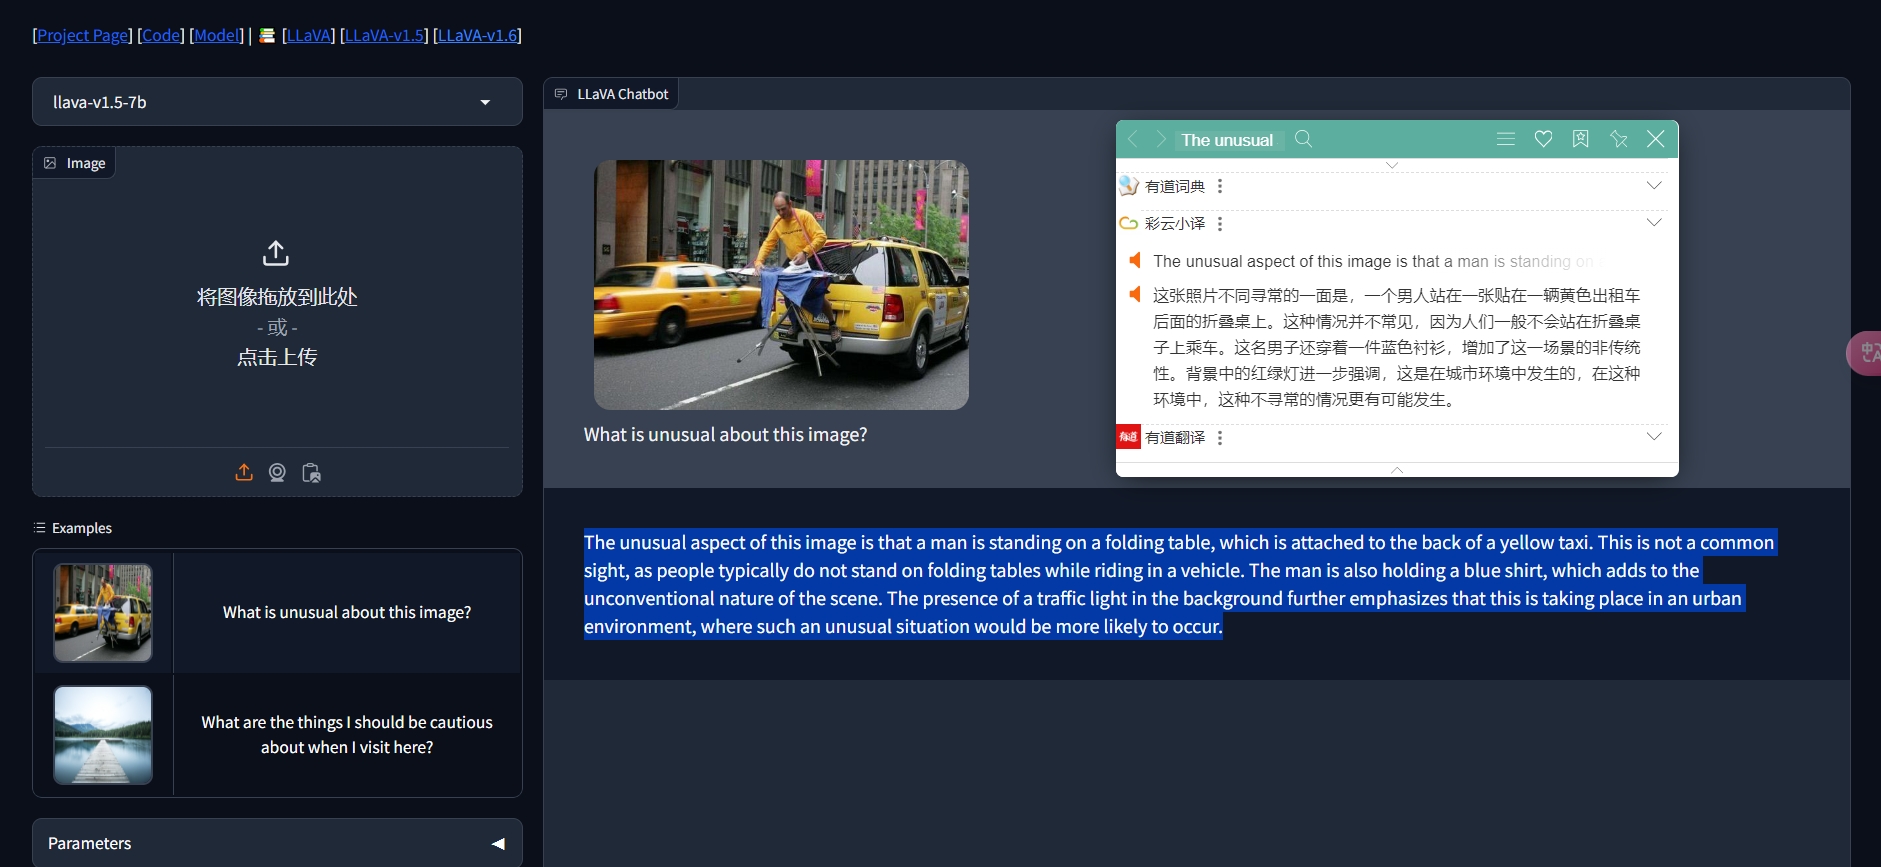 [Project Page] [Code] [Model] | 📚 [LLaVA] [LLaVA-v1.5] [LLaVA-v1.6]
llava-v1.5-7b
Image
将图像拖放到此处
- 或 -
点击上传
Examples
What is unusual about this image?
What are the things I should be cautious
about when I visit here?
Parameters
LLaVA Chatbot
What is unusual about this image?
The unusual
有道词典
彩云小译
The unusual aspect of this image is that a man is standing on
这张照片不同寻常的一面是，一个男人站在一张贴在一辆黄色出租车
后面的折叠桌上。这种情况并不常见，因为人们一般不会站在折叠桌
子上乘车。这名男子还穿着一件蓝色衬衫，增加了这一场景的非传统
性。背景中的红绿灯进一步强调，这是在城市环境中发生的，在这种
环境中，这种不寻常的情况更有可能发生。
有道
有道翻译
The unusual aspect of this image is that a man is standing on a folding table, which is attached to the back of a yellow taxi. This is not a common
sight, as people typically do not stand on folding tables while riding in a vehicle. The man is also holding a blue shirt, which adds to the
unconventional nature of the scene. The presence of a traffic light in the background further emphasizes that this is taking place in an urban
environment, where such an unusual situation would be more likely to occur.
中A